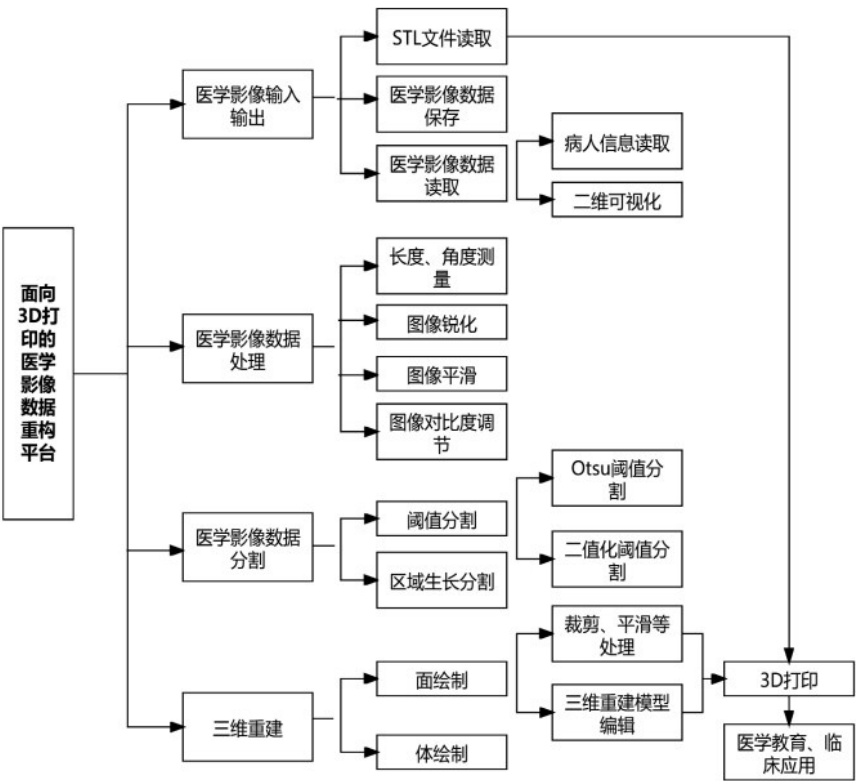 面向
3D打
印的
医学
影像
数据
重构
平台
医学影像输入
输出
STL文件读取
医学影像数据
保存
医学影像数据
读取
病人信息读取
二维可视化
医学影像数据
处理
长度、角度测
量
图像锐化
图像平滑
图像对比度调
节
医学影像数据
分割
阈值分割
区域生长分割
Otsu阈值分
割
二值化阈值分
割
三维重建
面绘制
体绘制
裁剪、平滑等
处理
三维重建模型
编辑
3D打印
医学教育、临
床应用